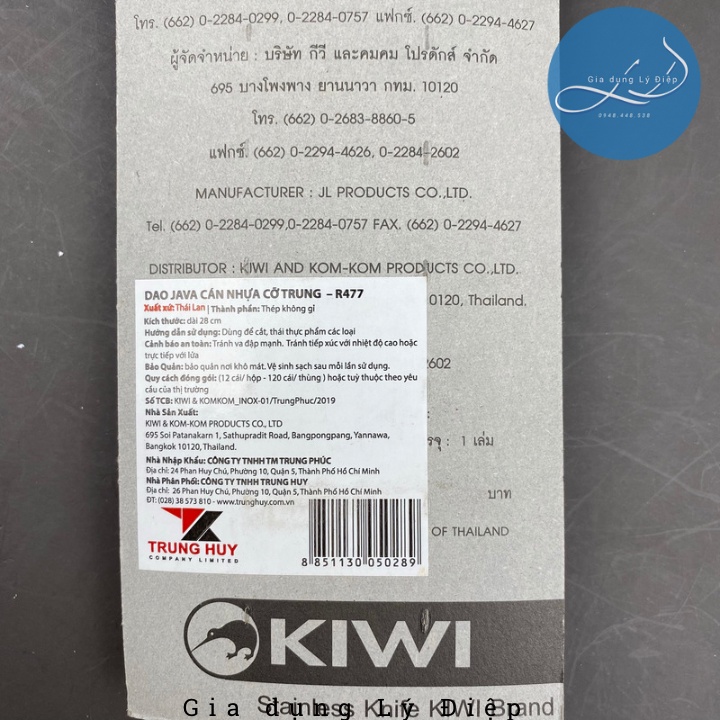 โทร. (662) 0-2284-0299, 0-2284-0757 แฟกซ์. (662) 0-2294-4627
ผู้จัดจำหน่าย : บริษัท กีวี และคมคม โปรดักส์ จำกัด
695 บางโพงพาง ยานนาวา กทม. 10120
โทร. (662) 0-2683-8860-5
แฟกซ์. (662) 0-2294-4626, 0-2284-2602
MANUFACTURER : JL PRODUCTS CO.,LTD.
Tel. (662) 0-2284-0299,0-2284-0757 FAX. (662) 0-2294-4627
DISTRIBUTOR : KIWI AND KOM-KOM PRODUCTS CO.,LTD.
0120, Thailand.
2602
: 1 เล่ม
บาท
OF THAILAND
DAO JAVA CÁN NHỰA CỠ TRUNG – R477
Xuất xứ: Thái Lan | Thành phần: Thép không gỉ
Kích thước: dài 28 cm
Hướng dẫn sử dụng: Dùng để cắt, thái thực phẩm các loại
Cảnh báo an toàn: Tránh va đập mạnh. Tránh tiếp xúc với nhiệt độ cao hoặc
trực tiếp với lửa
Bảo Quản: bảo quản nơi khô mát. Vệ sinh sạch sau mỗi lần sử dụng.
Quy cách đóng gói: (12 cái/ hộp - 120 cái/ thùng ) hoặc tuỳ thuộc theo yêu
cầu của thị trường
Số TCB: KIWI & KOMKOM_INOX-01/TrungPhuc/2019
Nhà Sản Xuất:
KIWI & KOM-KOM PRODUCTS CO., LTD
695 Soi Patanakarn 1, Sathupradit Road, Bangpongpang, Yannawa,
Bangkok 10120, Thailand.
Nhà Nhập Khẩu: CÔNG TY TNHH TM TRUNG PHÚC
Địa chỉ: 24 Phan Huy Chú, Phường 10, Quận 5, Thành Phố Hồ Chí Minh
Nhà Phân Phối: CÔNG TY TNHH TRUNG HUY
Địa chỉ: 26 Phan Huy Chú, Phường 10, Quận 5, Thành Phố Hồ Chí Minh
ĐT: (028) 38 573 810 - www.trunghuy.com.vn
TRUNG HUY
COMPANY LIMITED
8 851130 050289
KIWI
Stainless Knife KIWI Brand
Gia dụng Lý Điệp
Gia dụng Lý Điệp
0948.448.338